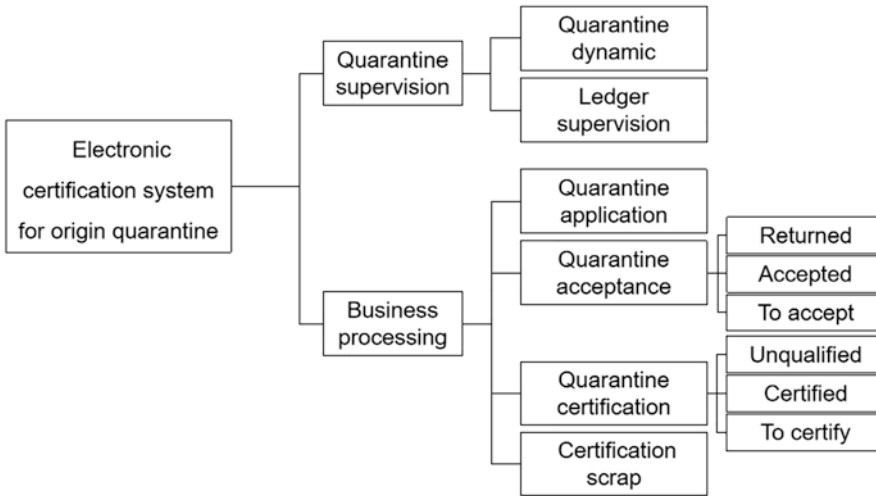 Electronic
certification system
for origin quarantine
Quarantine
supervision
Quarantine
dynamic
Ledger
supervision
Business
processing
Quarantine
application
Quarantine
acceptance
Returned
Accepted
To accept
Quarantine
certification
Unqualified
Certified
To certify
Certification
scrap